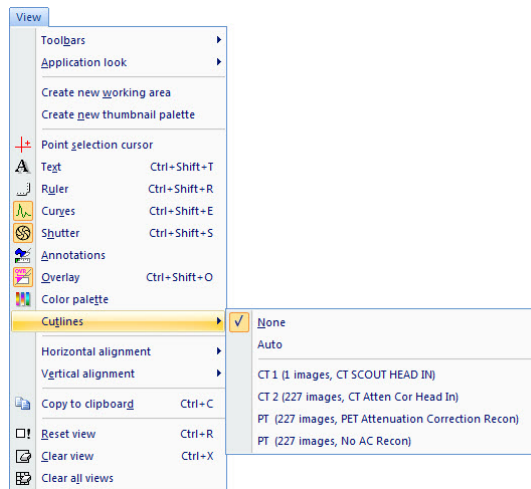 View
Toolbars
Application look
Create new working area
Create new thumbnail palette
Point selection cursor
Text Ctrl+Shift+T
Ruler Ctrl+Shift+R
Curves Ctrl+Shift+E
Shutter Ctrl+Shift+S
Annotations
OVR
Overlay Ctrl+Shift+O
Color palette
Cutlines
None
Auto
CT 1 (1 images, CT SCOUT HEAD IN)
CT 2 (227 images, CT Atten Cor Head In)
PT (227 images, PET Attenuation Correction Recon)
PT (227 images, No AC Recon)
Horizontal alignment
Vertical alignment
Copy to clipboard Ctrl+C
Reset view Ctrl+R
Clear view Ctrl+X
Clear all views